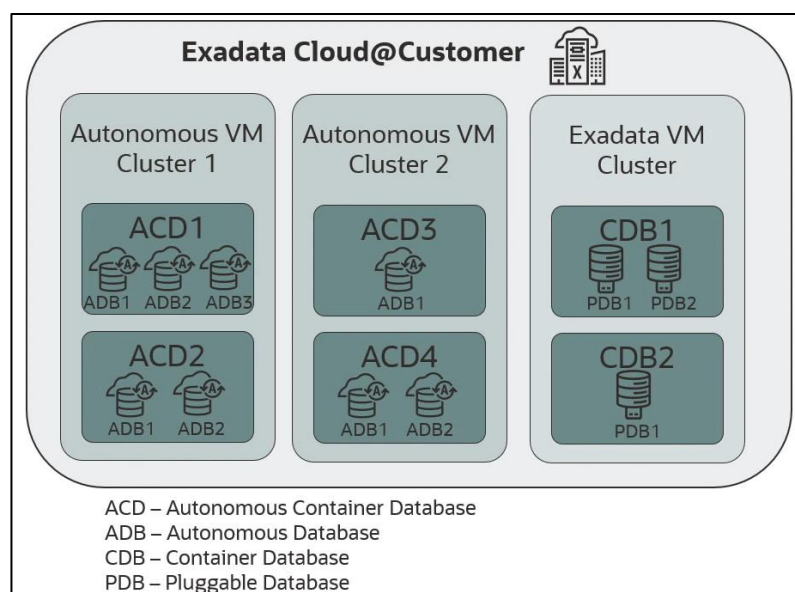 Exadata Cloud@Customer
X
Autonomous VM
Cluster 1
ACD1
A A A
ADB1 ADB2 ADB3
ACD2
A A
ADB1 ADB2
Autonomous VM
Cluster 2
ACD3
A
ADB1
ACD4
A A
ADB1 ADB2
Exadata VM
Cluster
CDB1
PDB1 PDB2
CDB2
PDB1
ACD – Autonomous Container Database
ADB – Autonomous Database
CDB – Container Database
PDB – Pluggable Database